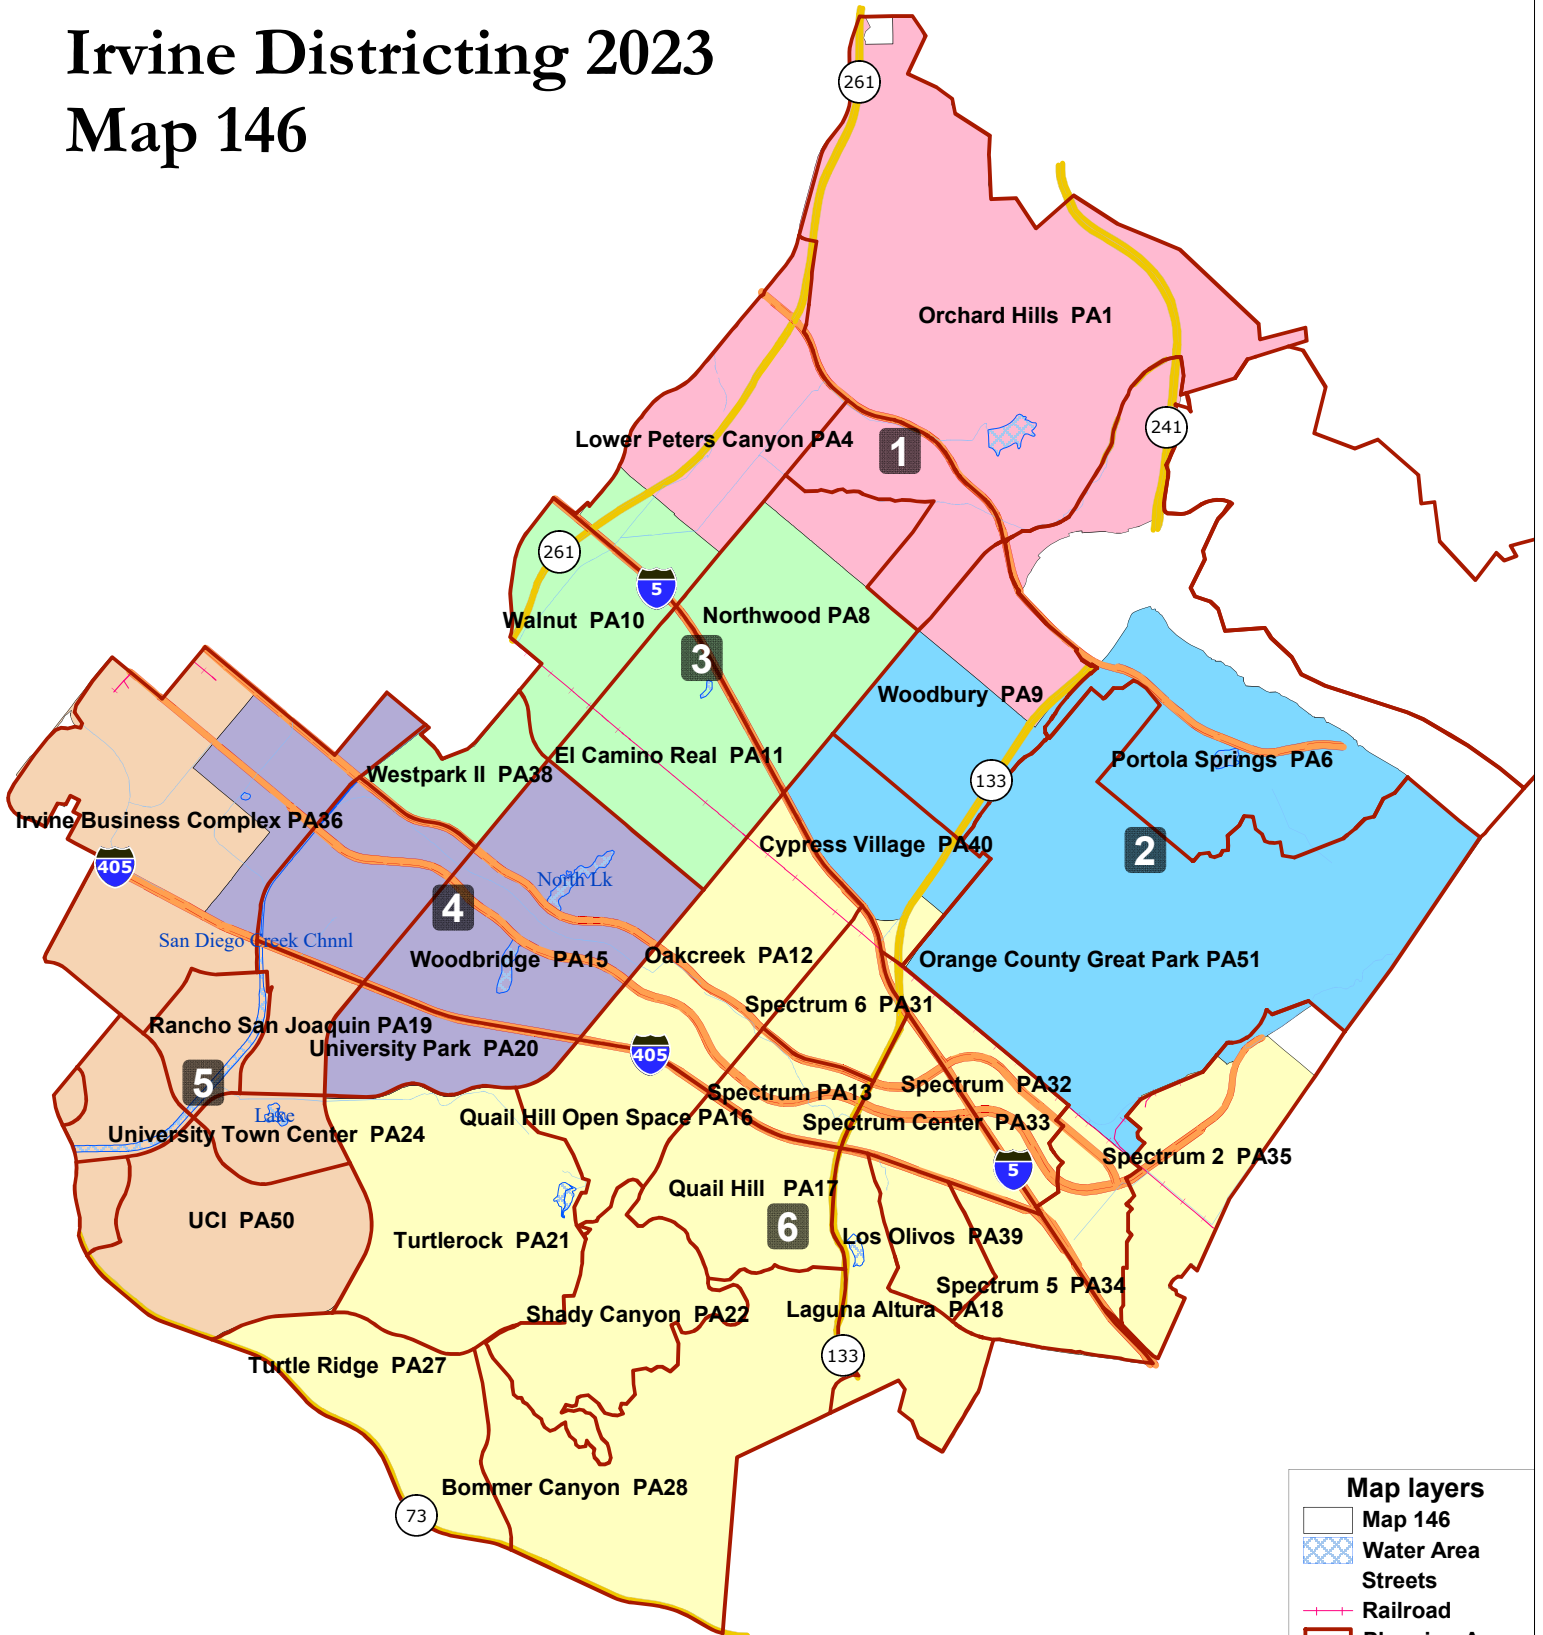 Irvine Districting 2023
Map 146
261
Orchard Hills PA1
241
Lower Peters Canyon PA4
1
261
5
Walnut PA10
Northwood PA8
3
Woodbury PA9
El Camino Real PA11
Westpark II PA38
Portola Springs PA6
133
Irvine Business Complex PA36
Cypress Village PA40
2
405
North Lk
4
San Diego Creek Chnnl
Woodbridge PA15
Oakcreek PA12
Orange County Great Park PA51
Spectrum 6 PA31
Rancho San Joaquin PA19
University Park PA20
405
5
Spectrum PA13
Spectrum PA32
Lake
Quail Hill Open Space PA16
Spectrum Center PA33
University Town Center PA24
Spectrum 2 PA35
5
Quail Hill PA17
UCI PA50
6
Turtlerock PA21
Los Olivos PA39
Spectrum 5 PA34
Shady Canyon PA22
Laguna Altura PA18
133
Turtle Ridge PA27
Bommer Canyon PA28
73
Map layers
Map 146
Water Area
Streets
Railroad